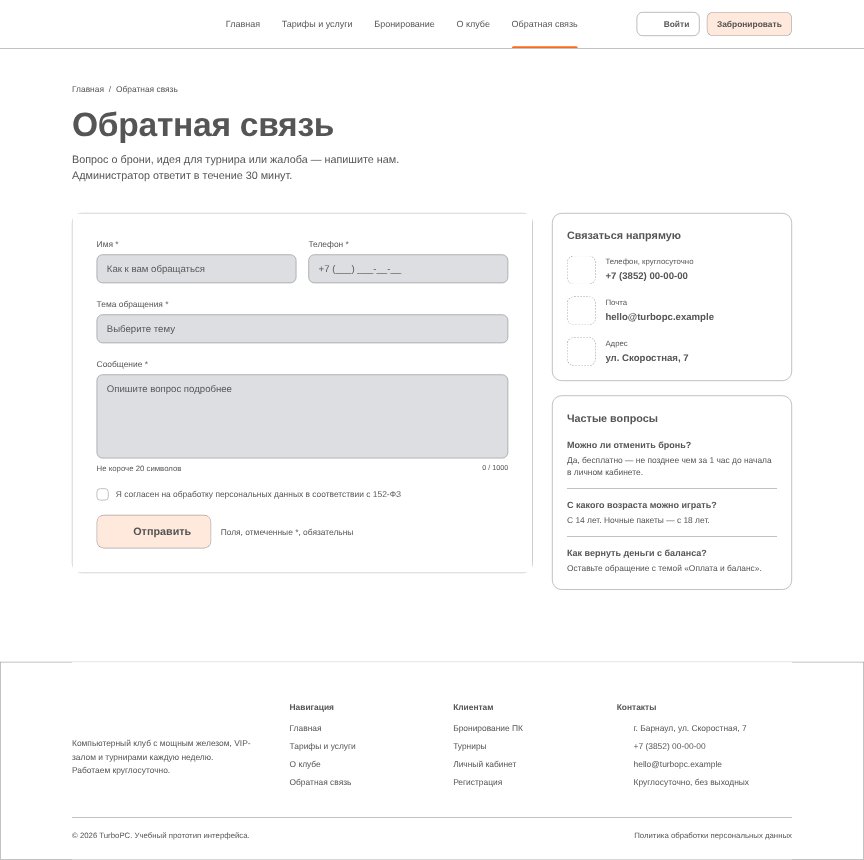 Главная Тарифы и услуги Бронирование О клубе Обратная связь Войти Забронировать
Главная / Обратная связь
Обратная связь
Вопрос о брони, идея для турнира или жалоба — напишите нам.
Администратор ответит в течение 30 минут.
Имя * Телефон *
Как к вам обращаться +7 (___) ___-__-__
Тема обращения *
Выберите тему
Сообщение *
Опишите вопрос подробнее
Не короче 20 символов 0 / 1000
Я согласен на обработку персональных данных в соответствии с 152-ФЗ
Отправить Поля, отмеченные *, обязательны
Связаться напрямую
Телефон, круглосуточно
+7 (3852) 00-00-00
Почта
hello@turbopc.example
Адрес
ул. Скоростная, 7
Частые вопросы
Можно ли отменить бронь?
Да, бесплатно — не позднее чем за 1 час до начала
в личном кабинете.
С какого возраста можно играть?
С 14 лет. Ночные пакеты — с 18 лет.
Как вернуть деньги с баланса?
Оставьте обращение с темой «Оплата и баланс».
Компьютерный клуб с мощным железом, VIP-
залом и турнирами каждую неделю.
Работаем круглосуточно.
Навигация
Главная
Тарифы и услуги
О клубе
Обратная связь
Клиентам
Бронирование ПК
Турниры
Личный кабинет
Регистрация
Контакты
г. Барнаул, ул. Скоростная, 7
+7 (3852) 00-00-00
hello@turbopc.example
Круглосуточно, без выходных
© 2026 TurboPC. Учебный прототип интерфейса. Политика обработки персональных данных